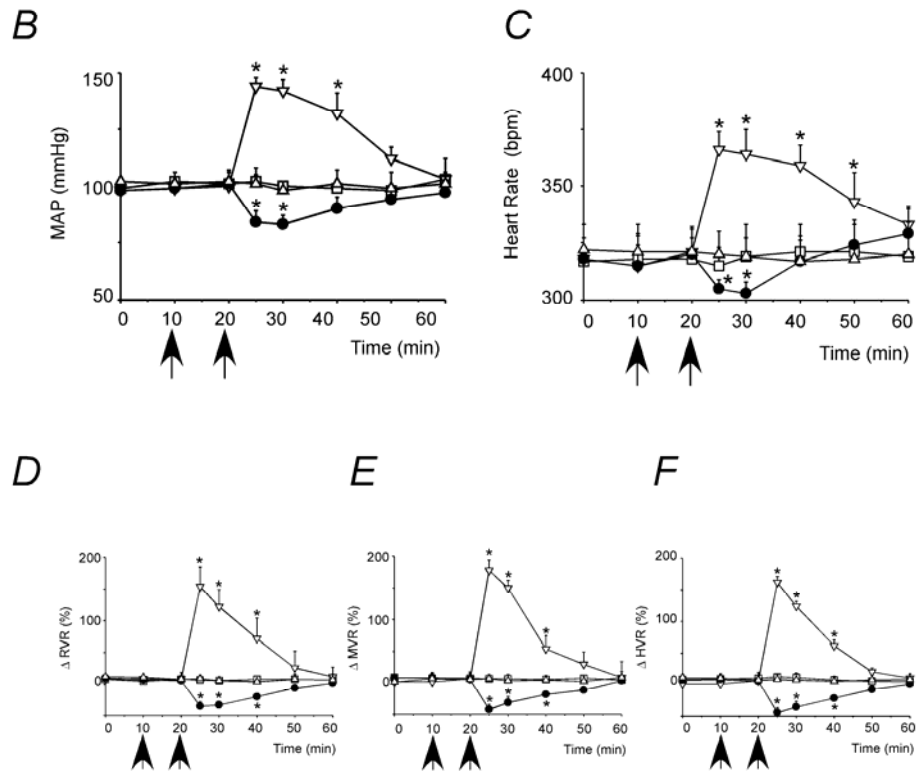 B
150
100
50
MAP (mmHg)
* * *
0 10 20 30 40 50 60
Time (min)
C
400
350
300
Heart Rate (bpm)
* * * *
* *
0 10 20 30 40 50 60
Time (min)
D
200
100
0
Δ RVR (%)
* * *
* * *
0 10 20 30 40 50 60
Time (min)
E
200
100
0
Δ MVR (%)
* * *
* * *
0 10 20 30 40 50 60
Time (min)
F
200
100
0
Δ HVR (%)
* * *
* * *
0 10 20 30 40 50 60
Time (min)